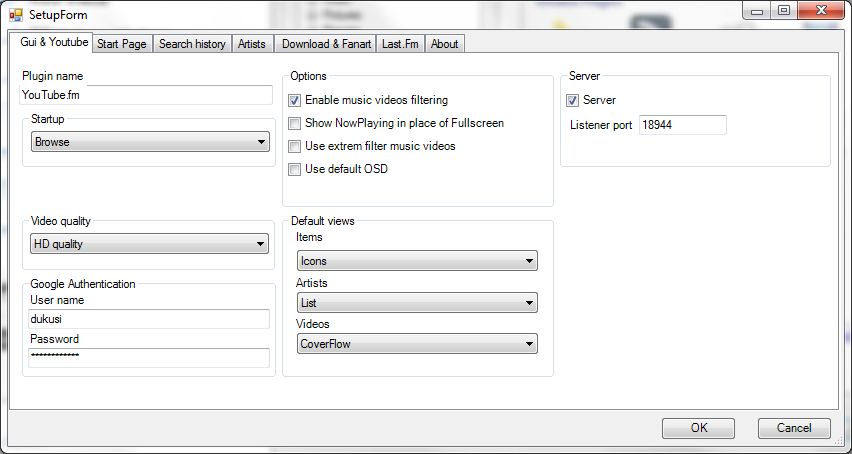 SetupForm
Gui & Youtube
Start Page
Search history
Artists
Download & Fanart
Last.Fm
About
Plugin name
YouTube.fm
Startup
Browse
Video quality
HD quality
Google Authentication
User name
dukusi
Password
************
Options
Enable music videos filtering
Show NowPlaying in place of Fullscreen
Use extrem filter music videos
Use default OSD
Default views
Items
Icons
Artists
List
Videos
CoverFlow
Server
Server
Listener port
18944
OK
Cancel